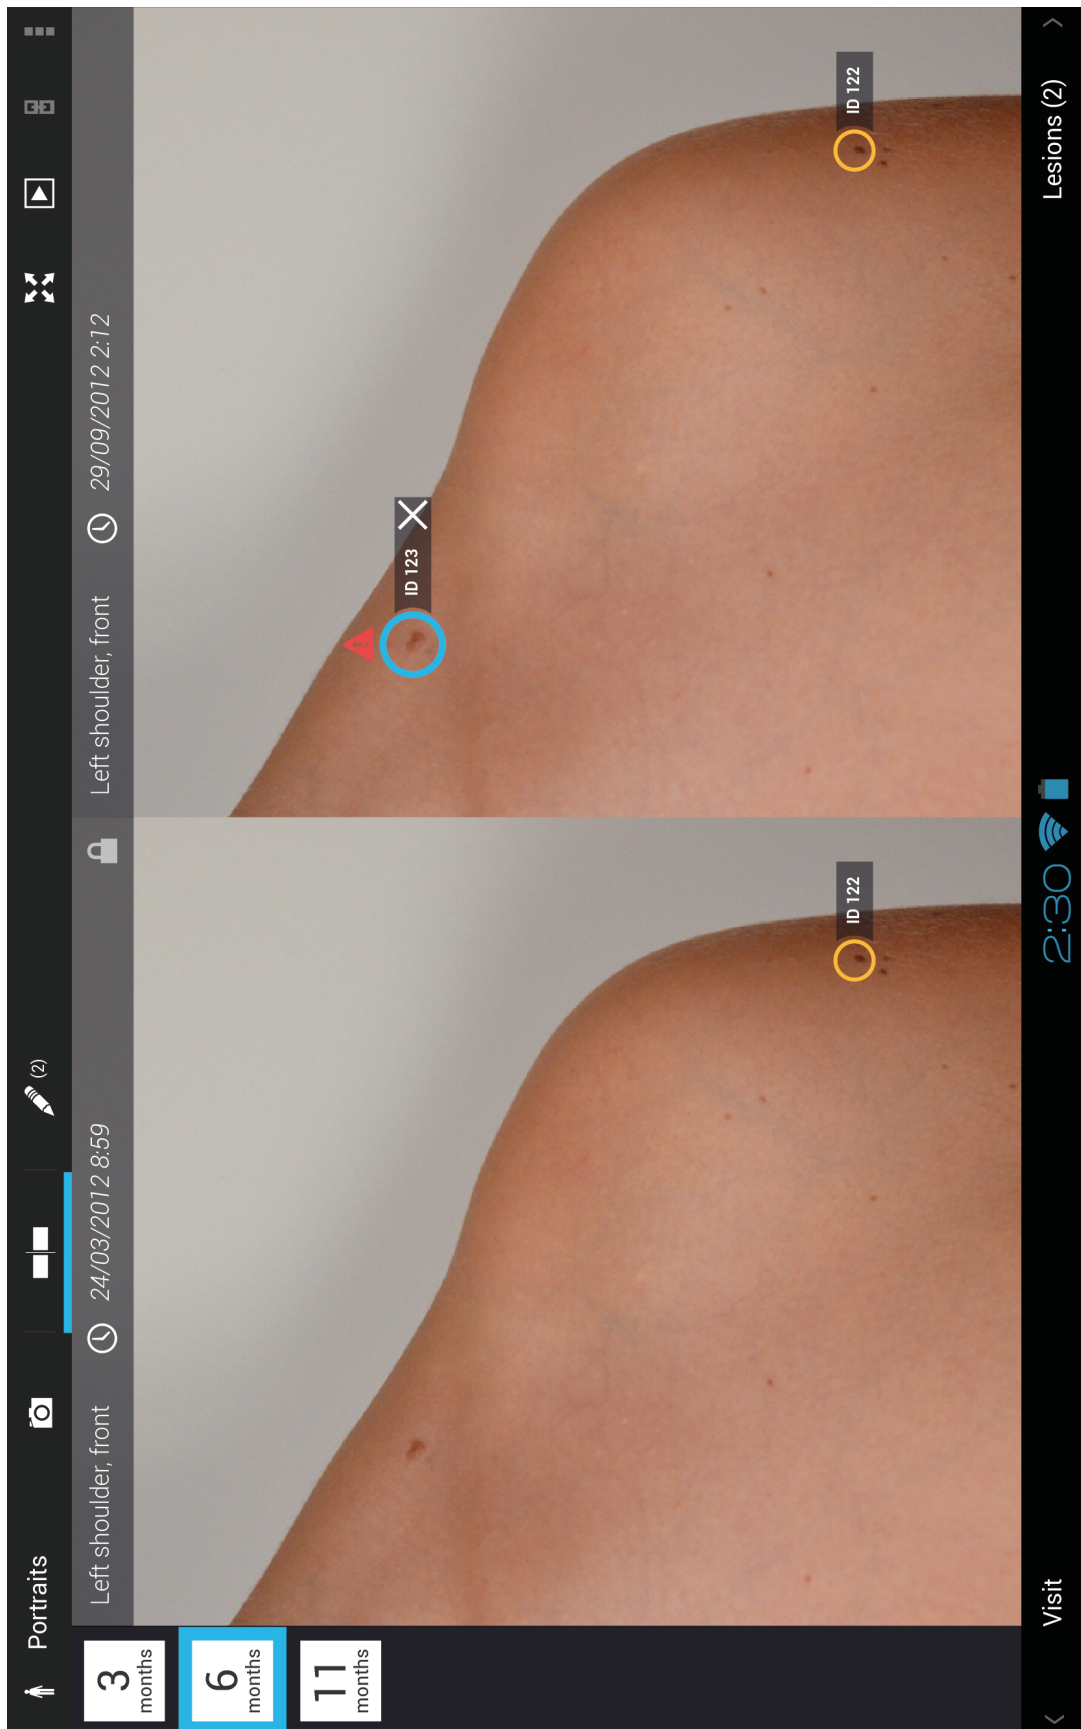 Portraits
(2)
3
months
6
months
11
months
Left shoulder, front
24/03/2012 8:59
ID 122
Left shoulder, front
29/09/2012 2:12
ID 123
ID 122
Visit
2:30
Lesions (2)